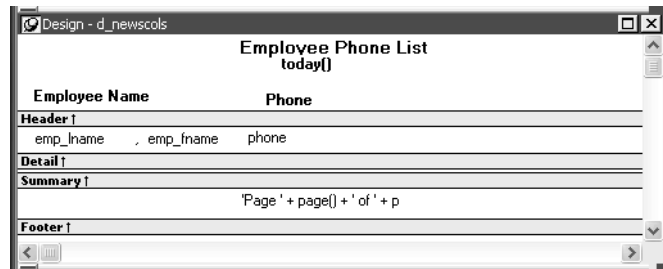 Design - d_newscols
Employee Phone List
today()
Employee Name Phone
Header ↑
emp_lname , emp_fname phone
Detail ↑
Summary ↑
'Page ' + page() + ' of ' + p
Footer ↑